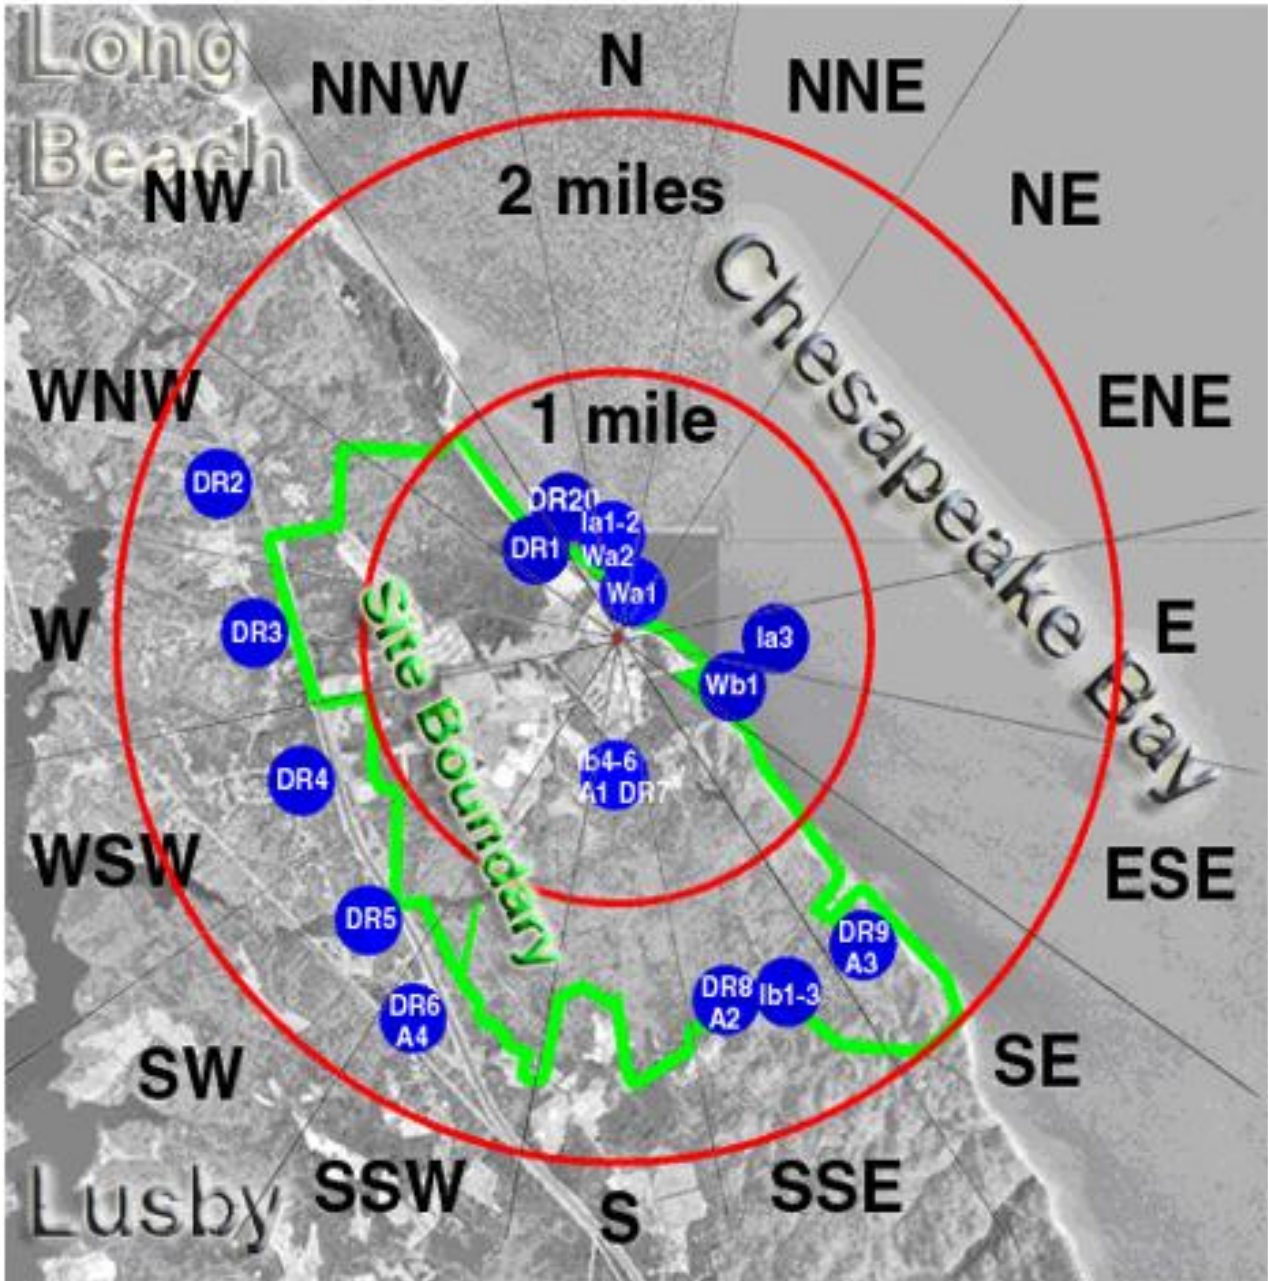 Long
Beach
NNW
N
NNE
NW
2 miles
NE
Chesapeake Bay
WNW
1 mile
ENE
DR2
DR20
Ia1-2
DR1
Wa2
Wa1
W
DR3
Site Boundary
Ia3
E
Wb1
DR4
Ib4-6
A1 DR7
WSW
ESE
DR5
DR9
A3
DR6
A4
DR8
A2
Ib1-3
SW
SE
Lusby
SSW
S
SSE